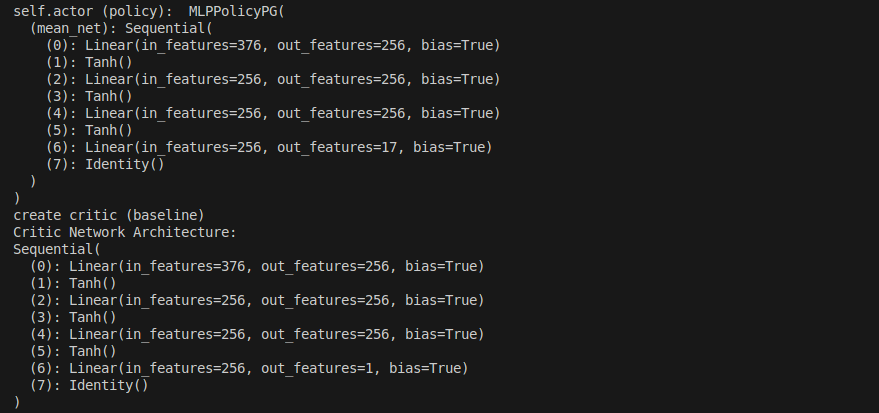 self.actor (policy):  MLPPolicyPG(
  (mean_net): Sequential(
    (0): Linear(in_features=376, out_features=256, bias=True)
    (1): Tanh()
    (2): Linear(in_features=256, out_features=256, bias=True)
    (3): Tanh()
    (4): Linear(in_features=256, out_features=256, bias=True)
    (5): Tanh()
    (6): Linear(in_features=256, out_features=17, bias=True)
    (7): Identity()
  )
)
create critic (baseline)
Critic Network Architecture:
Sequential(
  (0): Linear(in_features=376, out_features=256, bias=True)
  (1): Tanh()
  (2): Linear(in_features=256, out_features=256, bias=True)
  (3): Tanh()
  (4): Linear(in_features=256, out_features=256, bias=True)
  (5): Tanh()
  (6): Linear(in_features=256, out_features=1, bias=True)
  (7): Identity()
)